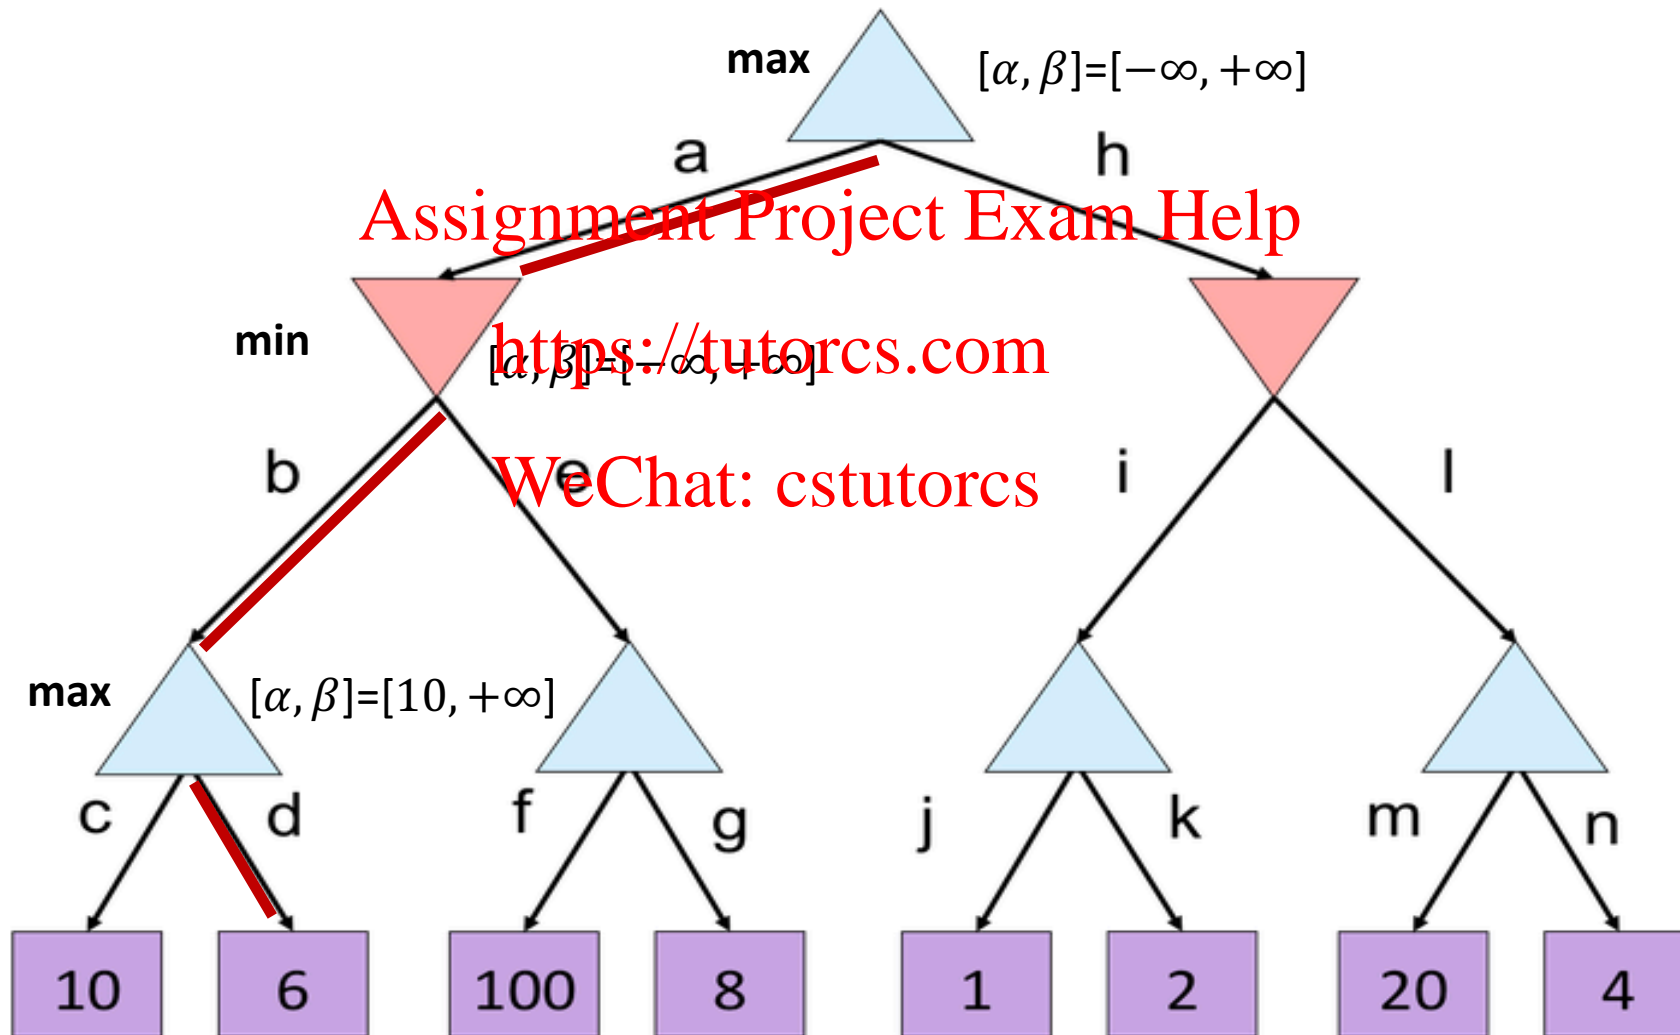 max [α, β]=[−∞, +∞]
a h
Assignment Project Exam Help
min [α, β]=[−∞, +∞]
https://tutorcs.com
b e i l
WeChat: cstutorcs
max [α, β]=[10, +∞]
c d f g j k m n
10 6 100 8 1 2 20 4